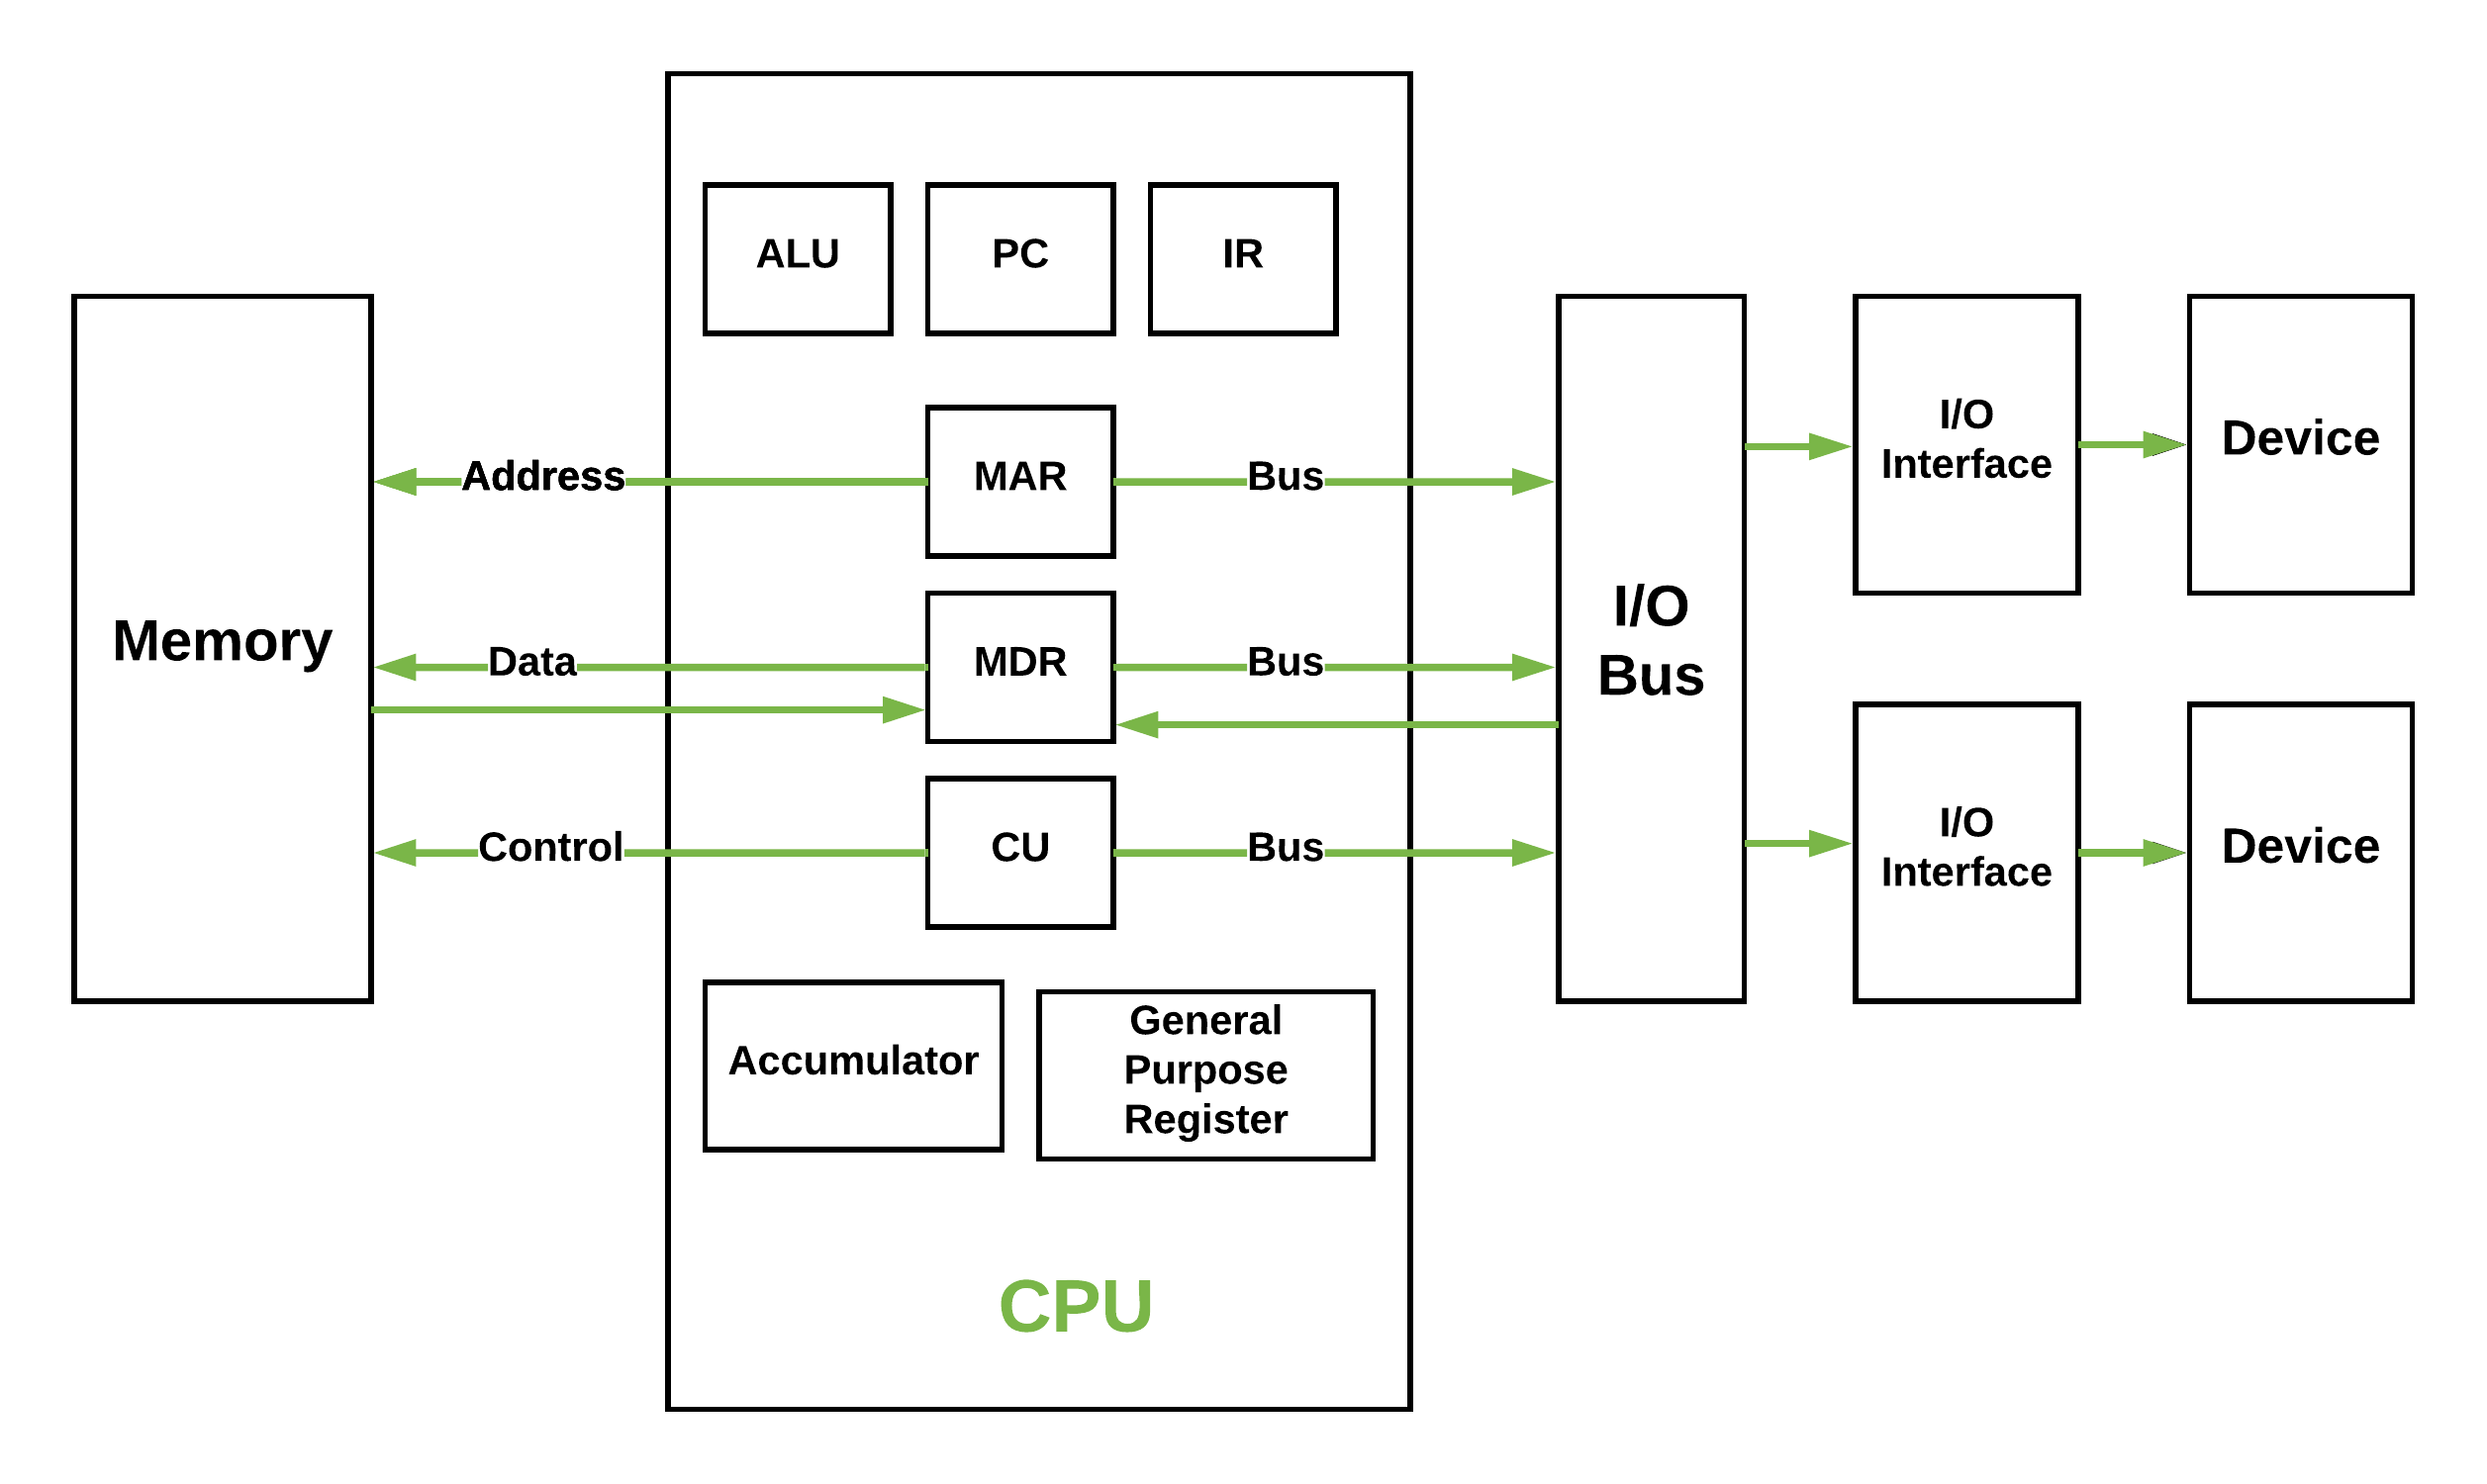 ALU
PC
IR
Memory
Address
MAR
Bus
Data
MDR
Bus
Control
CU
Bus
Accumulator
General
Purpose
Register
CPU
I/O
Bus
I/O
Interface
Device
I/O
Interface
Device